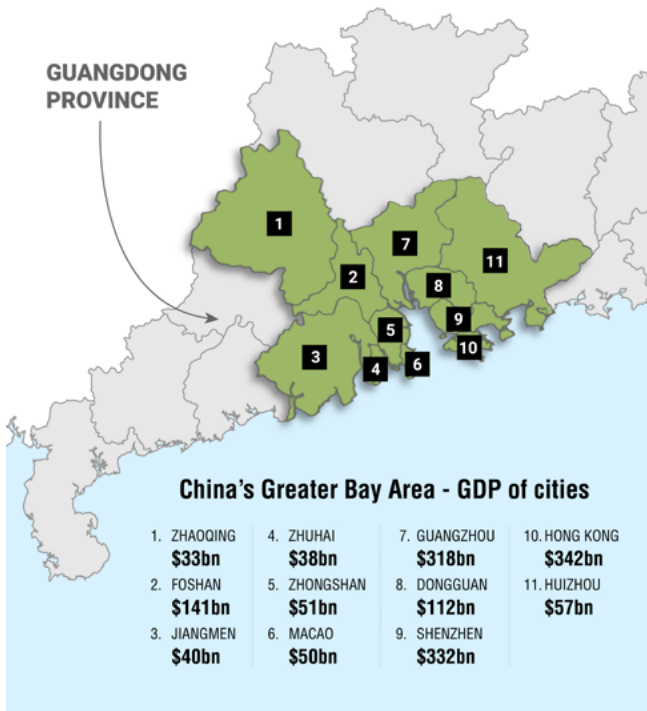 GUANGDONG
PROVINCE
1
7
2
11
8
9
5
10
3
4
6
China's Greater Bay Area - GDP of cities
1. ZHAOQING
$33bn
2. FOSHAN
$141bn
3. JIANGMEN
$40bn
4. ZHUHAI
$38bn
5. ZHONGSHAN
$51bn
6. MACAO
$50bn
7. GUANGZHOU
$318bn
8. DONGGUAN
$112bn
9. SHENZHEN
$332bn
10. HONG KONG
$342bn
11. HUIZHOU
$57bn